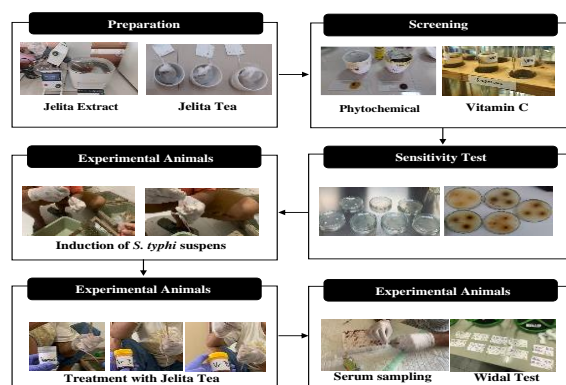 Preparation
Jelita Extract
Jelita Tea
Screening
Phytochemical
Vitamin C
Sensitivity Test
Experimental Animals
Induction of S. typhi suspens
Experimental Animals
Treatment with Jelita Tea
Experimental Animals
Serum sampling
Widal Test